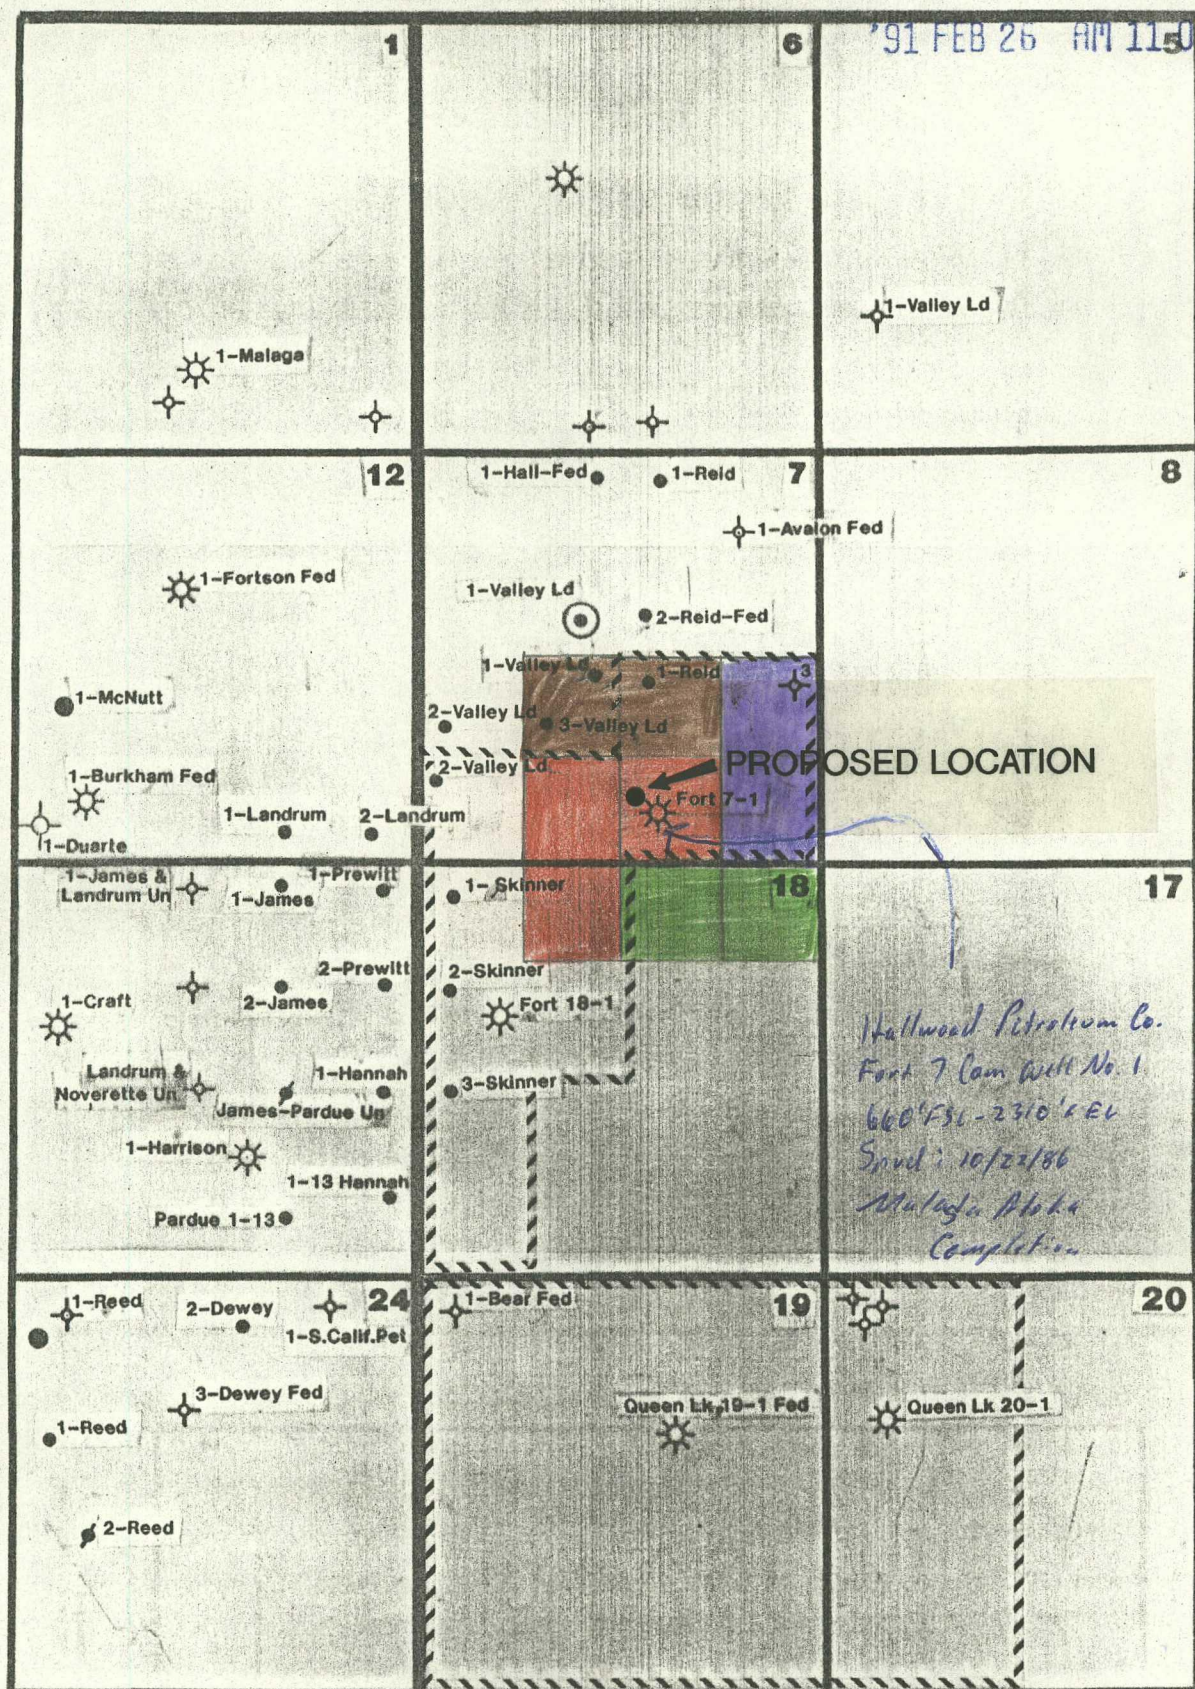 '91 FEB 26 AM 11 0
1
6
5
1-Malaga
1-Valley Ld
12
7
8
1-Hall-Fed
1-Reid
1-Avalon Fed
1-Fortson Fed
1-Valley Ld
2-Reid-Fed
1-Valley Ld
1-Reid
3
1-McNutt
2-Valley Ld
3-Valley Ld
PROPOSED LOCATION
1-Burkham Fed
2-Valley Ld
Fort 7-1
1-Landrum
2-Landrum
1-Duarte
1-James &
Landrum Un
1-James
1-Prewitt
1- Skinner
18
17
2-Prewitt
2-James
2-Skinner
1-Craft
Fort 18-1
Landrum &
Noverette Un
1-Hannah
James-Pardue Un
3-Skinner
1-Harrison
1-13 Hannah
Pardue 1-13
Hallwood Petroleum Co.
Fort 7 Com Well No. 1
660' FSL - 2310' FEL
Spud: 10/22/86
Malaga Atoka
Completion
1-Reed
2-Dewey
24
1-S.Calif.Pet
1-Bear Fed
19
20
3-Dewey Fed
Queen Lk 19-1 Fed
Queen Lk 20-1
1-Reed
2-Reed